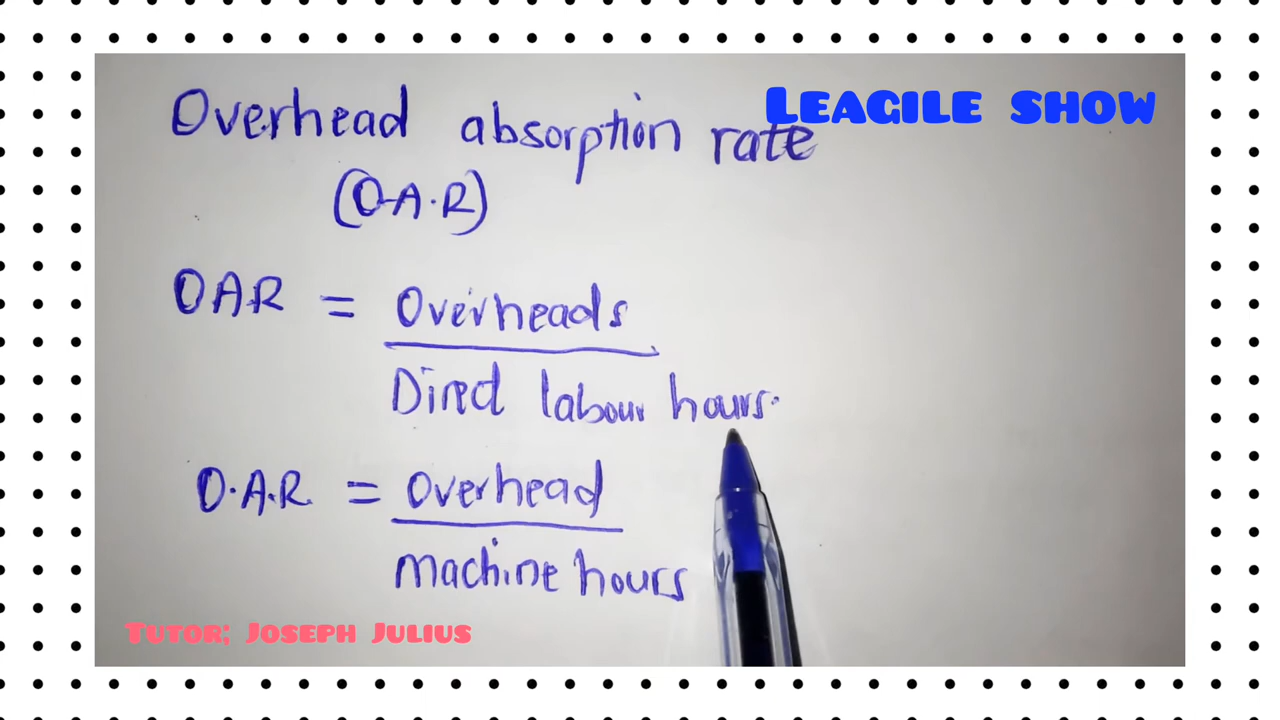 LEAGILE SHOW
Overhead absorption rate
(O.A.R)
OAR = Overheads
Direct labour hours.
O.A.R = Overhead
machine hours
TUTOR; JOSEPH JULIUS